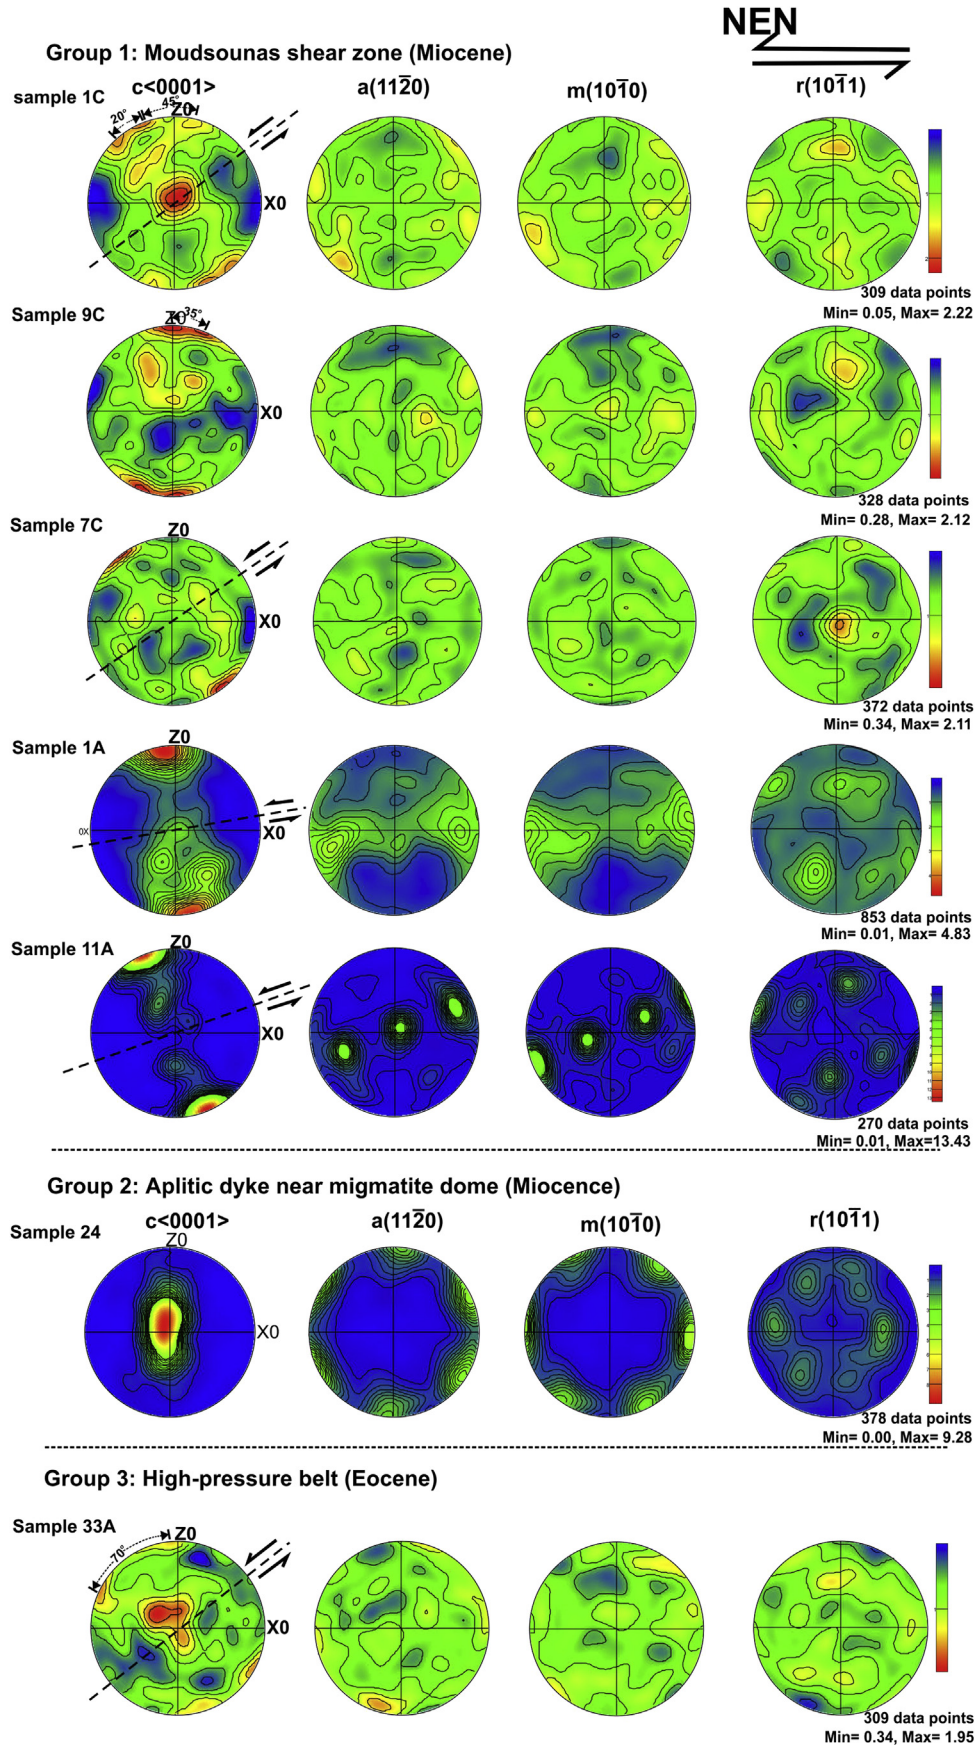 NEN
Group 1: Moudsounas shear zone (Miocene)
sample 1C
c<0001>
a(112̅0)
m(101̅0)
r(101̅1)
20°
45°
Z0
X0
309 data points
Min= 0.05, Max= 2.22
Sample 9C
Z0
35°
X0
328 data points
Min= 0.28, Max= 2.12
Sample 7C
Z0
X0
372 data points
Min= 0.34, Max= 2.11
Sample 1A
Z0
0X
X0
853 data points
Min= 0.01, Max= 4.83
Sample 11A
Z0
X0
270 data points
Min= 0.01, Max=13.43
Group 2: Aplitic dyke near migmatite dome (Miocence)
Sample 24
c<0001>
a(112̅0)
m(101̅0)
r(101̅1)
Z0
X0
378 data points
Min= 0.00, Max= 9.28
Group 3: High-pressure belt (Eocene)
Sample 33A
70°
Z0
X0
309 data points
Min= 0.34, Max= 1.95